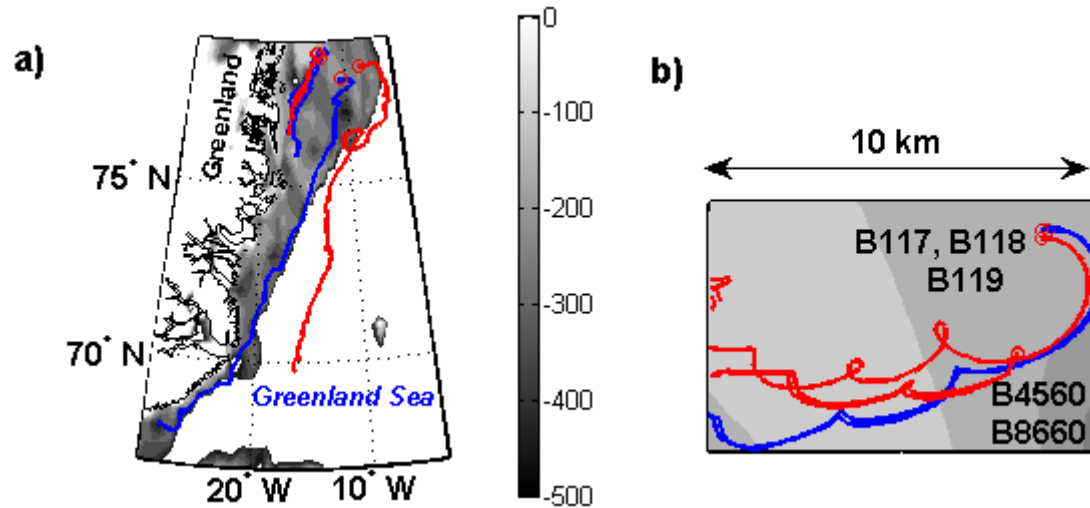 a)
Greenland
75° N
70° N
Greenland Sea
20° W
10° W
0
-100
-200
-300
-400
-500
b)
10 km
B117, B118
B119
B4560
B8660